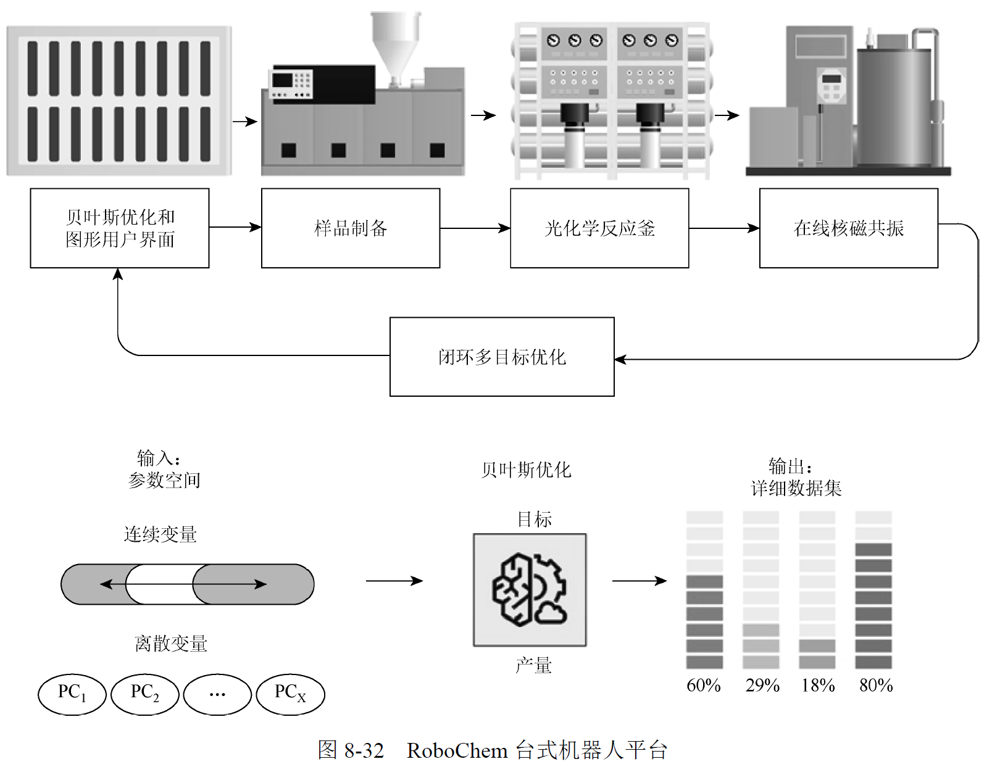 贝叶斯优化和
图形用户界面
样品制备
光化学反应釜
在线核磁共振
闭环多目标优化
输入：
参数空间
连续变量
离散变量
PC1
PC2
...
PCX
贝叶斯优化
目标
产量
输出：
详细数据集
60%
29%
18%
80%
图 8-32 RoboChem 台式机器人平台